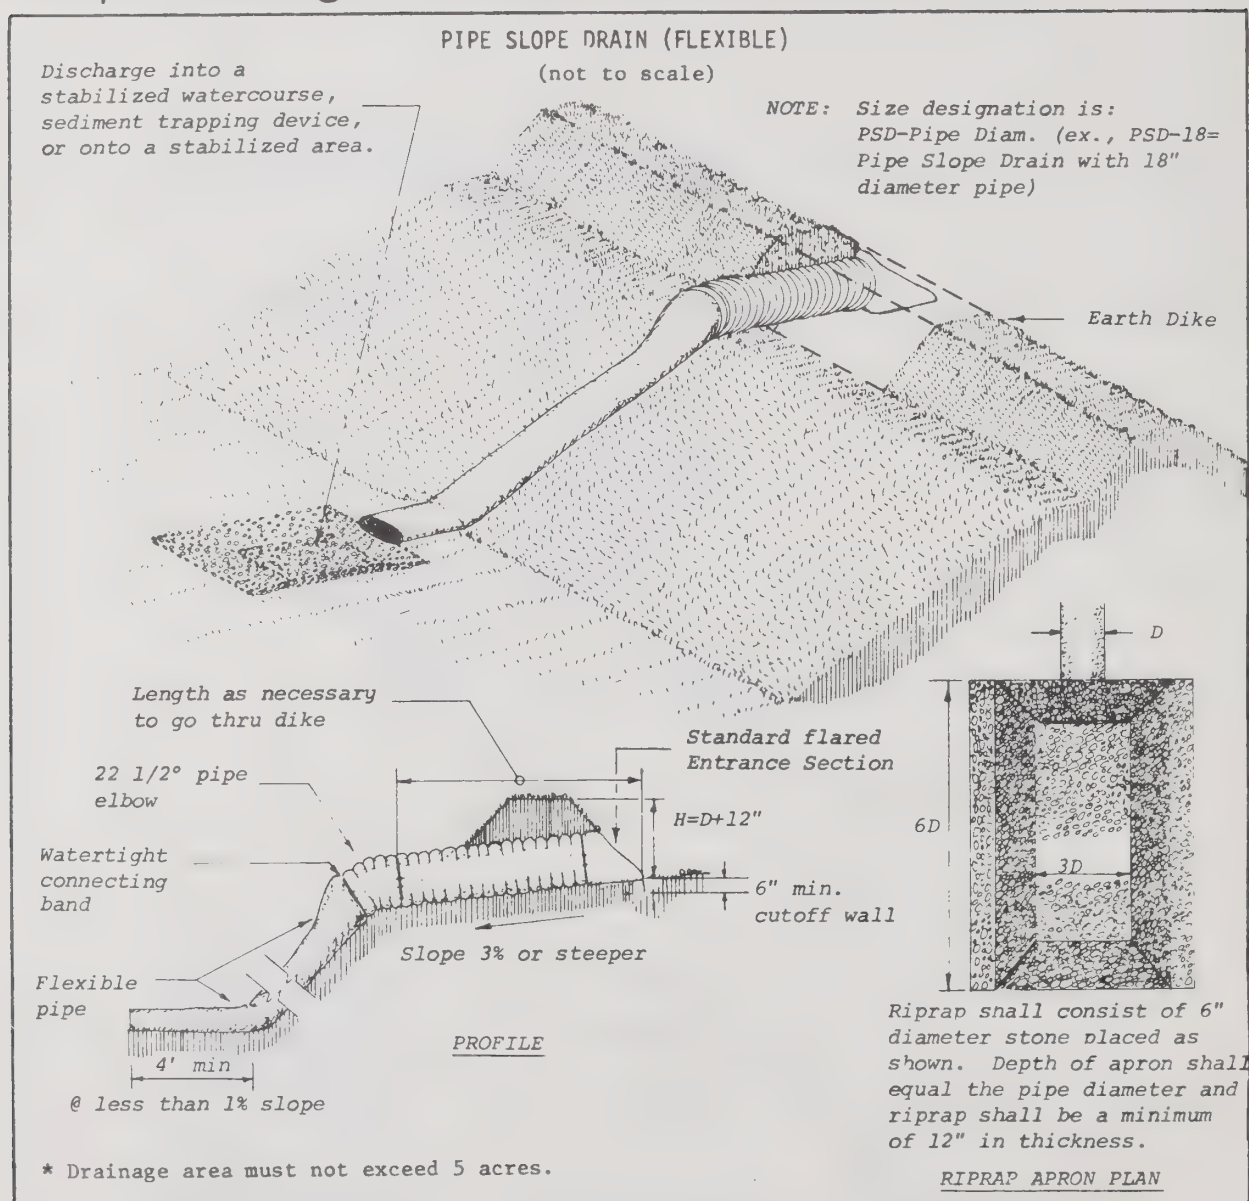 PIPE SLOPE DRAIN (FLEXIBLE)
(not to scale)
Discharge into a
stabilized watercourse,
sediment trapping device,
or onto a stabilized area.
NOTE: Size designation is:
PSD-Pipe Diam. (ex., PSD-18=
Pipe Slope Drain with 18"
diameter pipe)
Earth Dike
D
Length as necessary
to go thru dike
Standard flared
Entrance Section
22 1/2° pipe
elbow
H=D+12"
6D
Watertight
connecting
band
3D
6" min.
cutoff wall
Slope 3% or steeper
Flexible
pipe
PROFILE
4' min
@ less than 1% slope
Riprap shall consist of 6"
diameter stone placed as
shown. Depth of apron shall
equal the pipe diameter and
riprap shall be a minimum
of 12" in thickness.
* Drainage area must not exceed 5 acres.
RIPRAP APRON PLAN